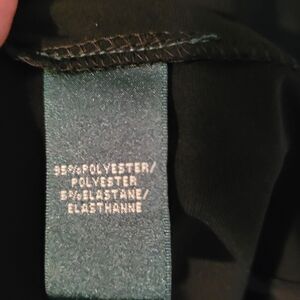 95%POLYESTER/
POLYESTER
5%ELASTANE/
ELASTHANNE